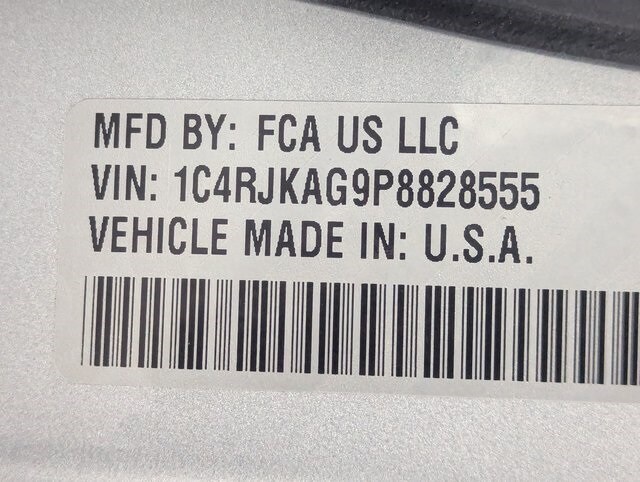 MFD BY: FCA US LLC
VIN: 1C4RJKAG9P8828555
VEHICLE MADE IN: U.S.A.